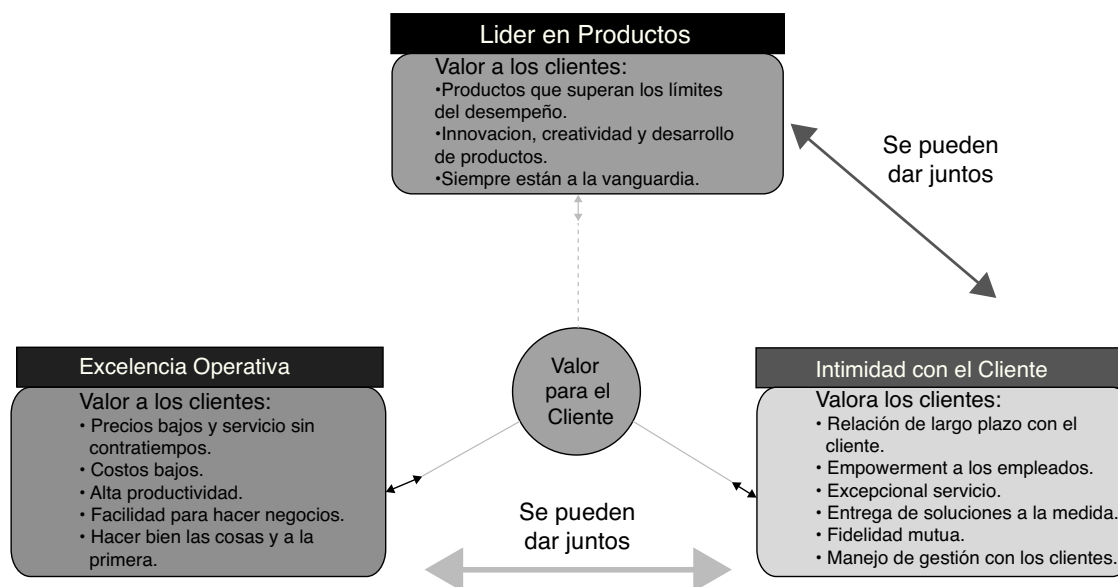 Lider en Productos
Valor a los clientes:
•Productos que superan los límites
del desempeño.
•Innovacion, creatividad y desarrollo
de productos.
•Siempre están a la vanguardia.
Se pueden
dar juntos
Excelencia Operativa
Valor a los clientes:
• Precios bajos y servicio sin
contratiempos.
• Costos bajos.
• Alta productividad.
• Facilidad para hacer negocios.
• Hacer bien las cosas y a la
primera.
Valor
para el
Cliente
Intimidad con el Cliente
Valora los clientes:
• Relación de largo plazo con el
cliente.
• Empowerment a los empleados.
• Excepcional servicio.
• Entrega de soluciones a la medida.
• Fidelidad mutua.
• Manejo de gestión con los clientes.
Se pueden
dar juntos